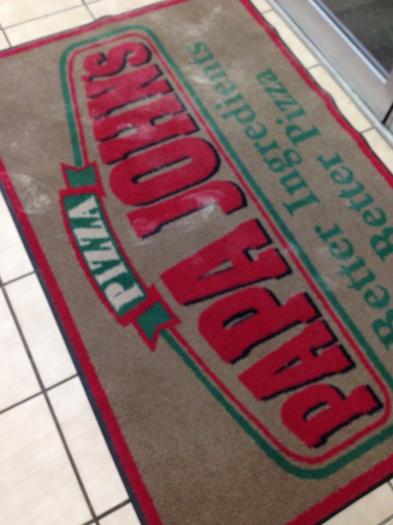 PAPA JOHN'S
PIZZA
Better Ingredients
Better Pizza